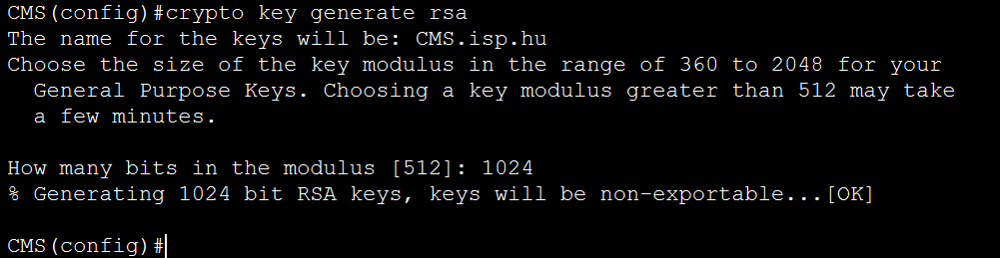 CMS(config)#crypto key generate rsa
The name for the keys will be: CMS.isp.hu
Choose the size of the key modulus in the range of 360 to 2048 for your
  General Purpose Keys. Choosing a key modulus greater than 512 may take
  a few minutes.

How many bits in the modulus [512]: 1024
% Generating 1024 bit RSA keys, keys will be non-exportable...[OK]

CMS(config)#